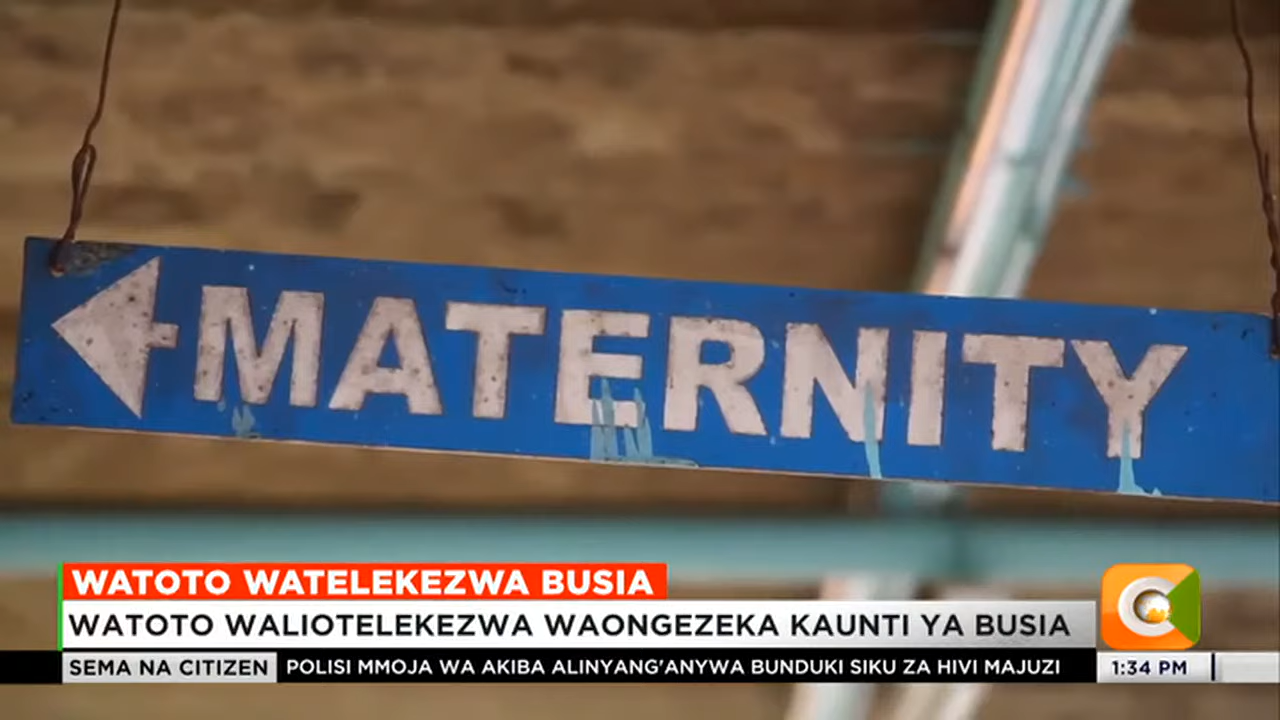 MATERNITY
WATOTO WATELEKEZWA BUSIA
WATOTO WALIOTELEKEZWA WAONGEZEKA KAUNTI YA BUSIA
SEMA NA CITIZEN POLISI MMOJA WA AKIBA ALINYANG'ANYWA BUNDUKI SIKU ZA HIVI MAJUZI 1:34 PM